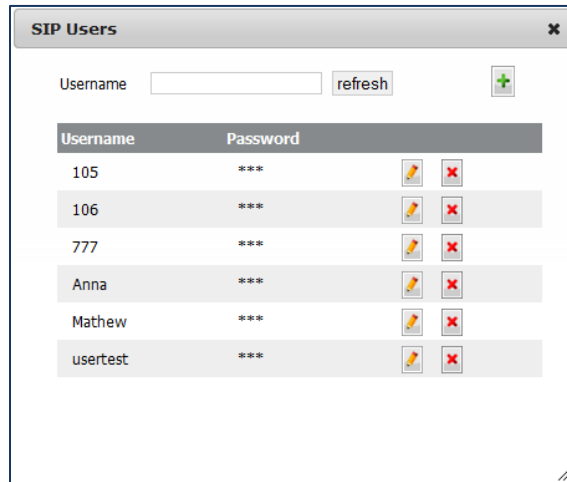 SIP Users
Username refresh
Username Password
105 ***
106 ***
777 ***
Anna ***
Mathew ***
usertest ***